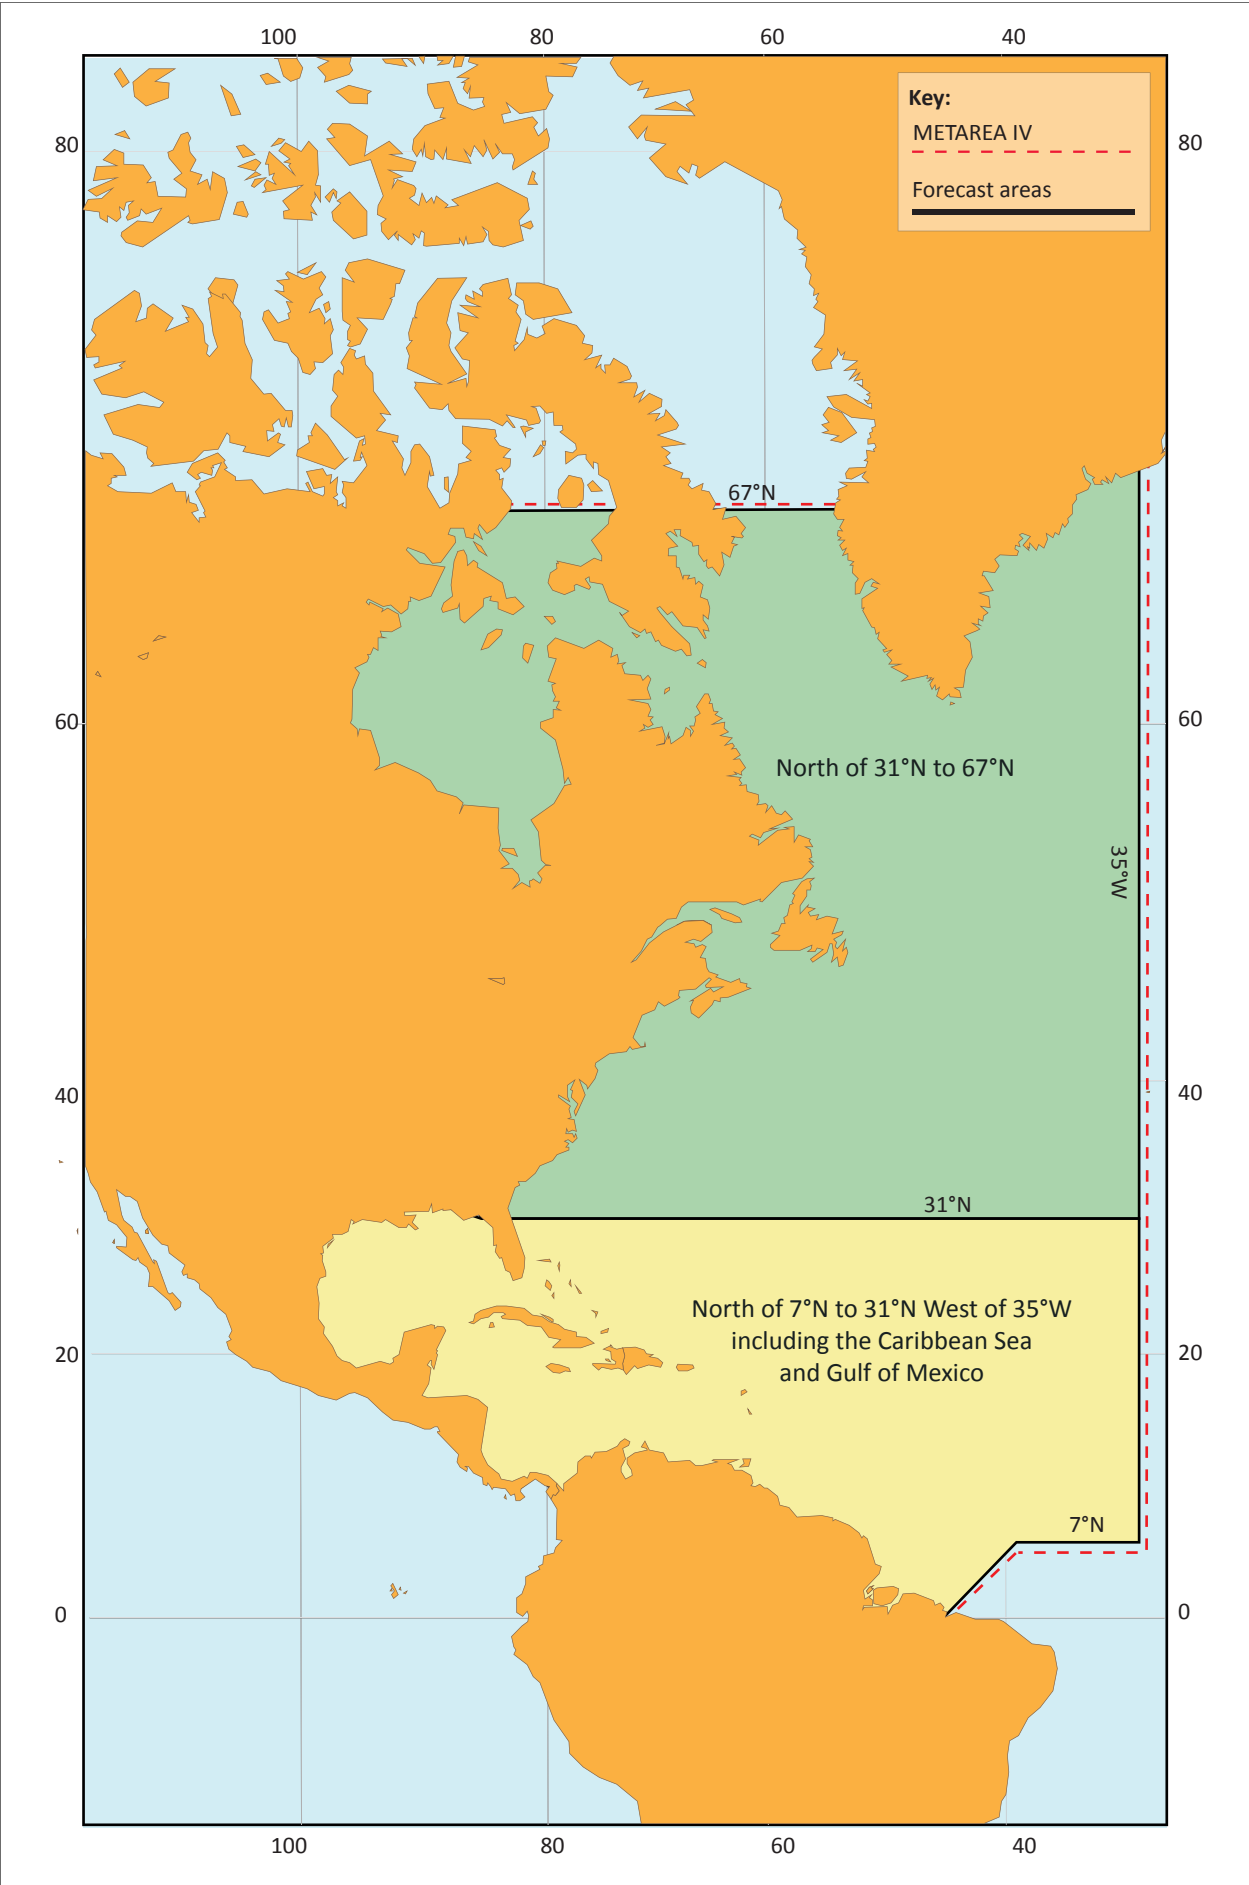 100 80 60 40
Key:
METAREA IV
Forecast areas
80 80
67°N
60 60
North of 31°N to 67°N
35°W
40 40
31°N
North of 7°N to 31°N West of 35°W
including the Caribbean Sea
and Gulf of Mexico
20 20
7°N
0 0
100 80 60 40